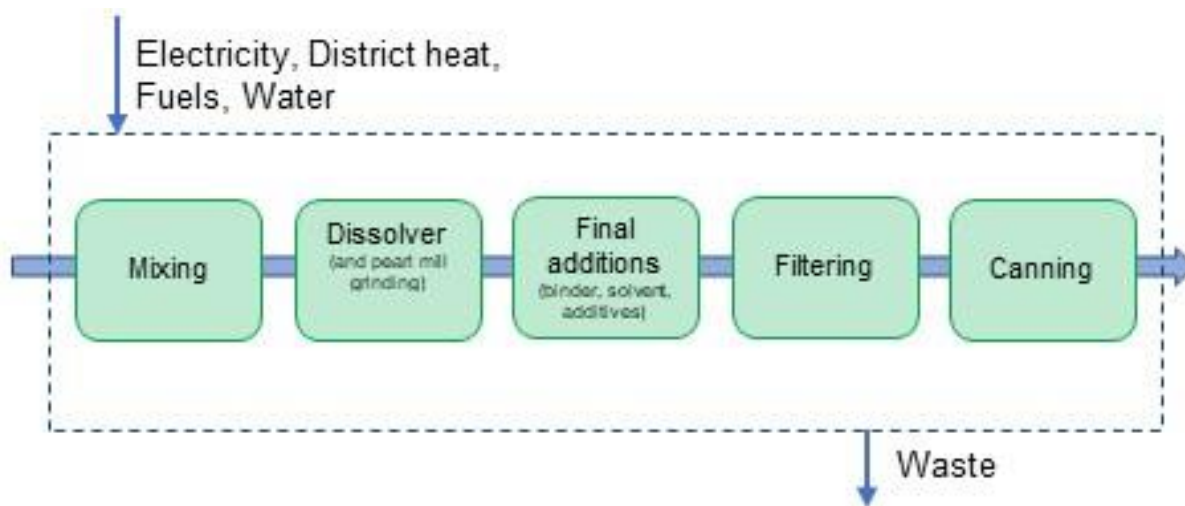 Electricity, District heat,
Fuels, Water
Mixing
Dissolver
(and pearl mill
grinding)
Final
additions
(binder, solvent,
additives)
Filtering
Canning
Waste